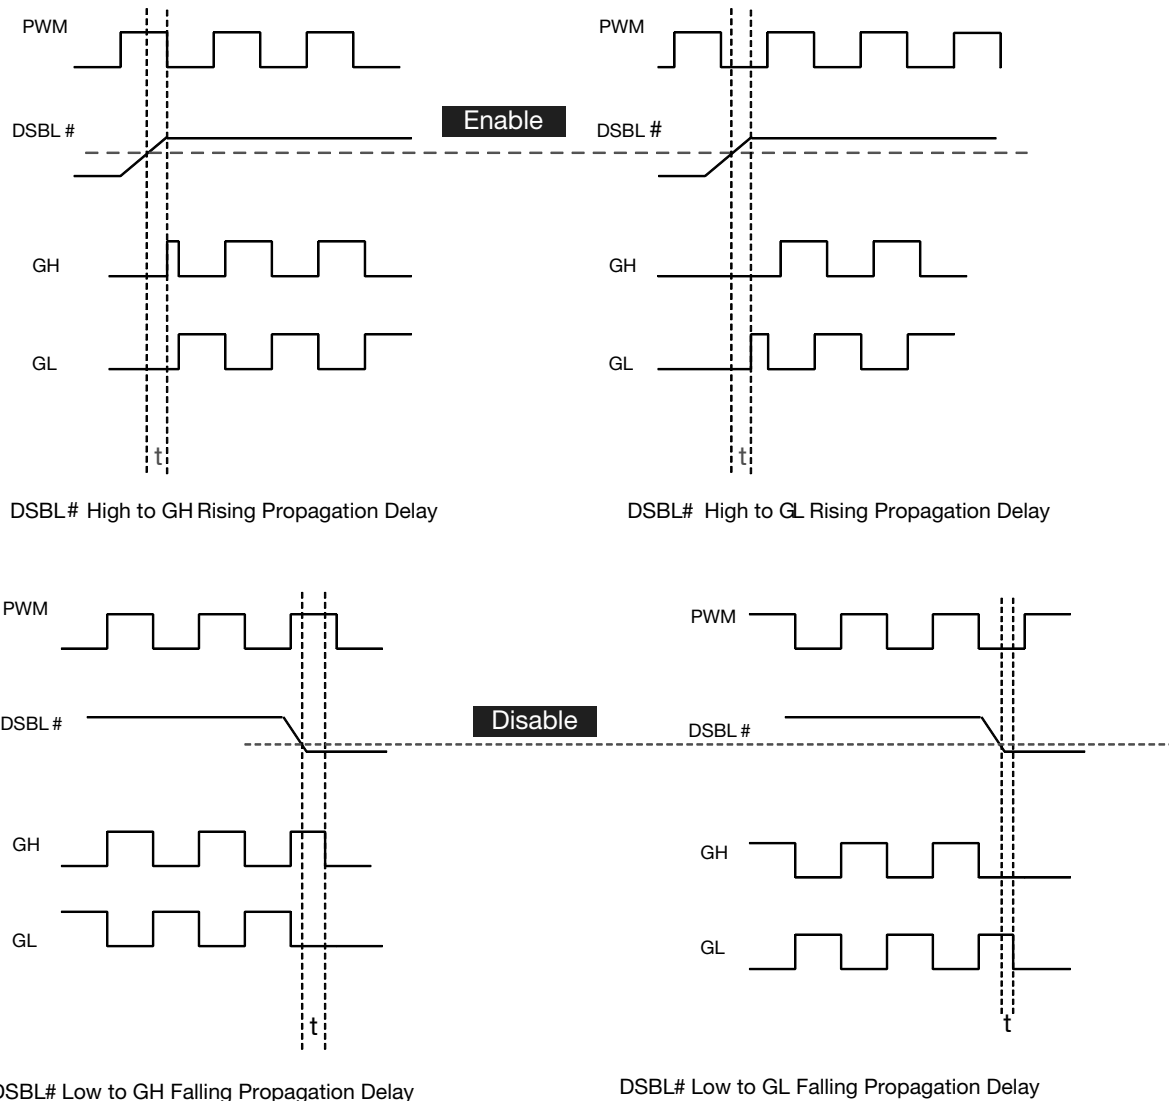 PWM
PWM
DSBL #
Enable
DSBL #
GH
GH
GL
GL
t
t
DSBL# High to GH Rising Propagation Delay
DSBL# High to GL Rising Propagation Delay
PWM
PWM
DSBL #
Disable
DSBL #
GH
GH
GL
GL
t
t
DSBL# Low to GH Falling Propagation Delay
DSBL# Low to GL Falling Propagation Delay